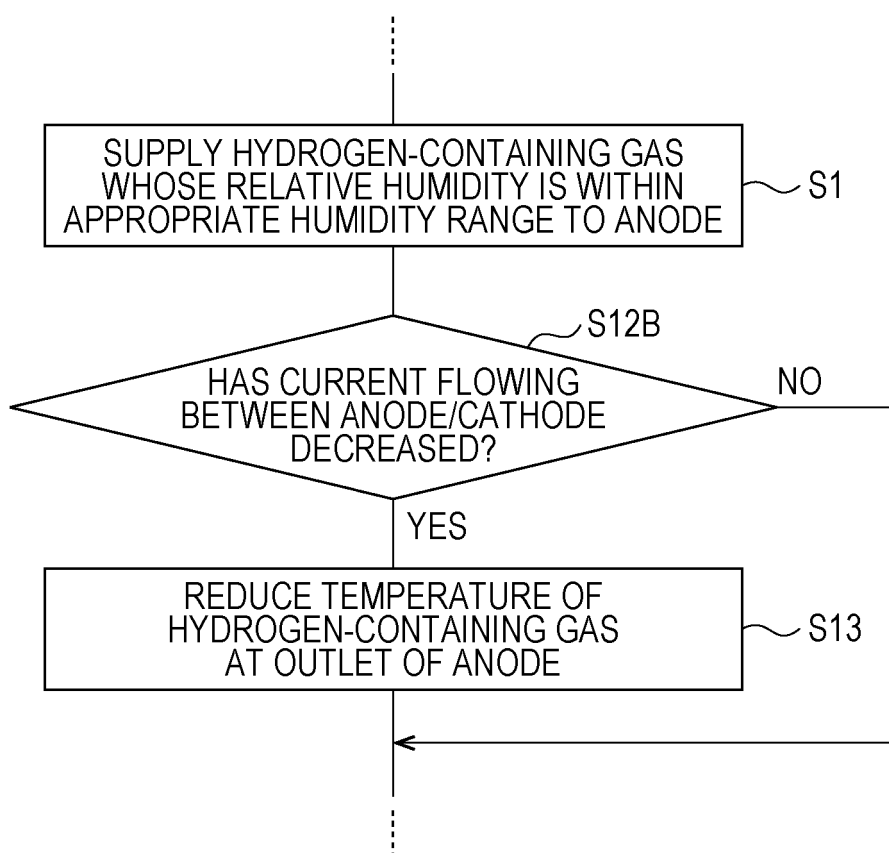 SUPPLY HYDROGEN-CONTAINING GAS
WHOSE RELATIVE HUMIDITY IS WITHIN
APPROPRIATE HUMIDITY RANGE TO ANODE
S1
S12B
HAS CURRENT FLOWING
BETWEEN ANODE/CATHODE
DECREASED?
NO
YES
REDUCE TEMPERATURE OF
HYDROGEN-CONTAINING GAS
AT OUTLET OF ANODE
S13